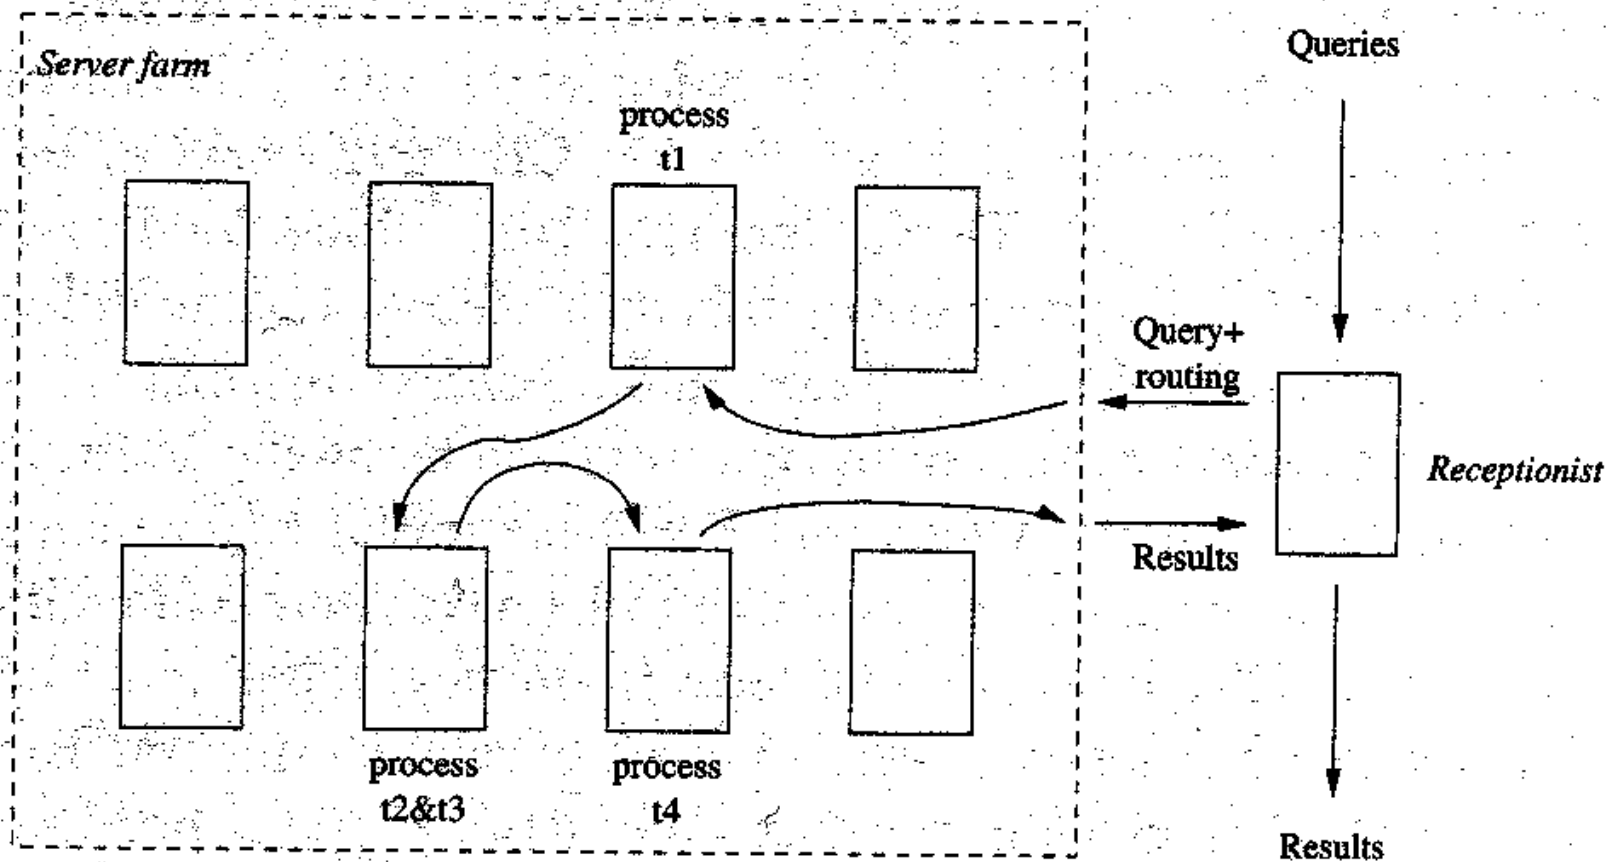 Server farm
Queries
process
t1
Query+
routing
Receptionist
Results
process
t2&t3
process
t4
Results